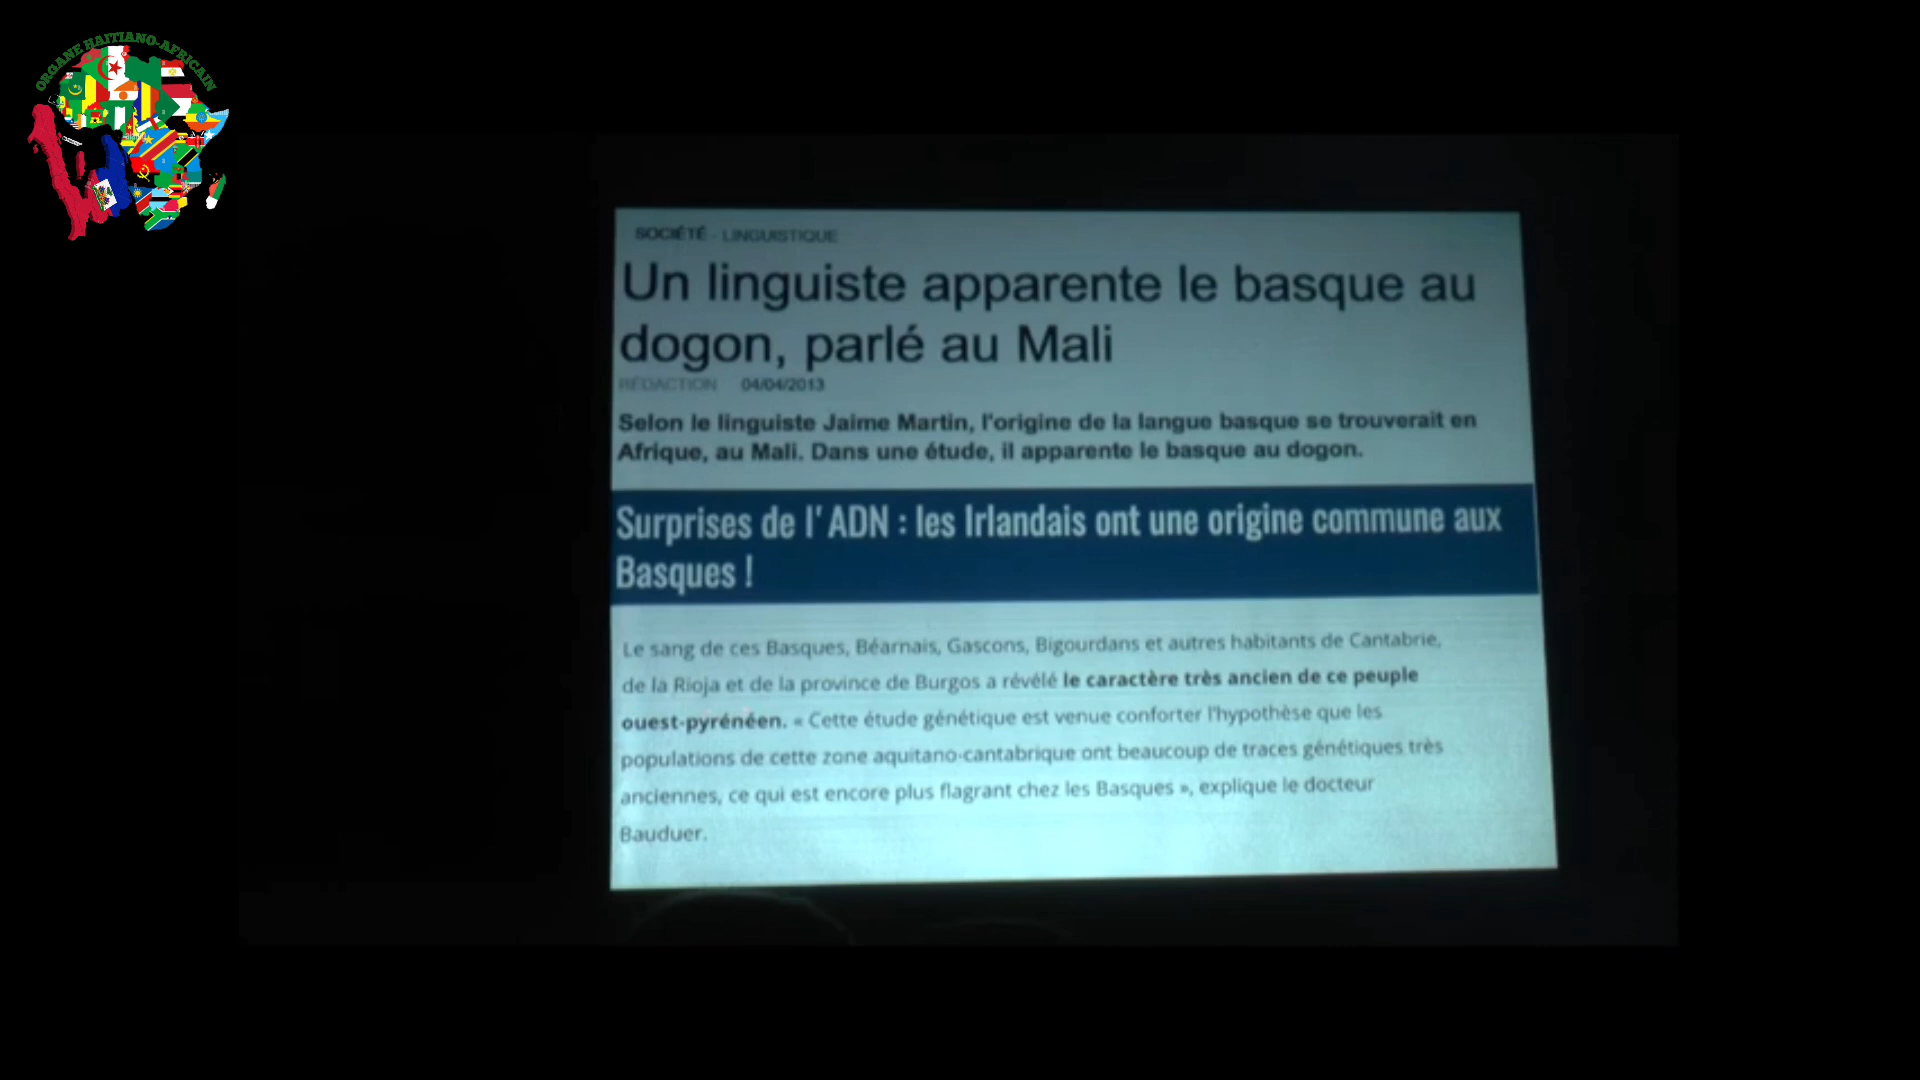 ORGANE HAITIANO-AFRICAIN
SOCIÉTÉ - LINGUISTIQUE
Un linguiste apparente le basque au
dogon, parlé au Mali
RÉDACTION 04/04/2013
Selon le linguiste Jaime Martin, l'origine de la langue basque se trouverait en
Afrique, au Mali. Dans une étude, il apparente le basque au dogon.
Surprises de l'ADN : les Irlandais ont une origine commune aux
Basques !
Le sang de ces Basques, Béarnais, Gascons, Bigourdans et autres habitants de Cantabrie,
de la Rioja et de la province de Burgos a révélé le caractère très ancien de ce peuple
ouest-pyrénéen. « Cette étude génétique est venue conforter l'hypothèse que les
populations de cette zone aquitano-cantabrique ont beaucoup de traces génétiques très
anciennes, ce qui est encore plus flagrant chez les Basques », explique le docteur
Bauduer.